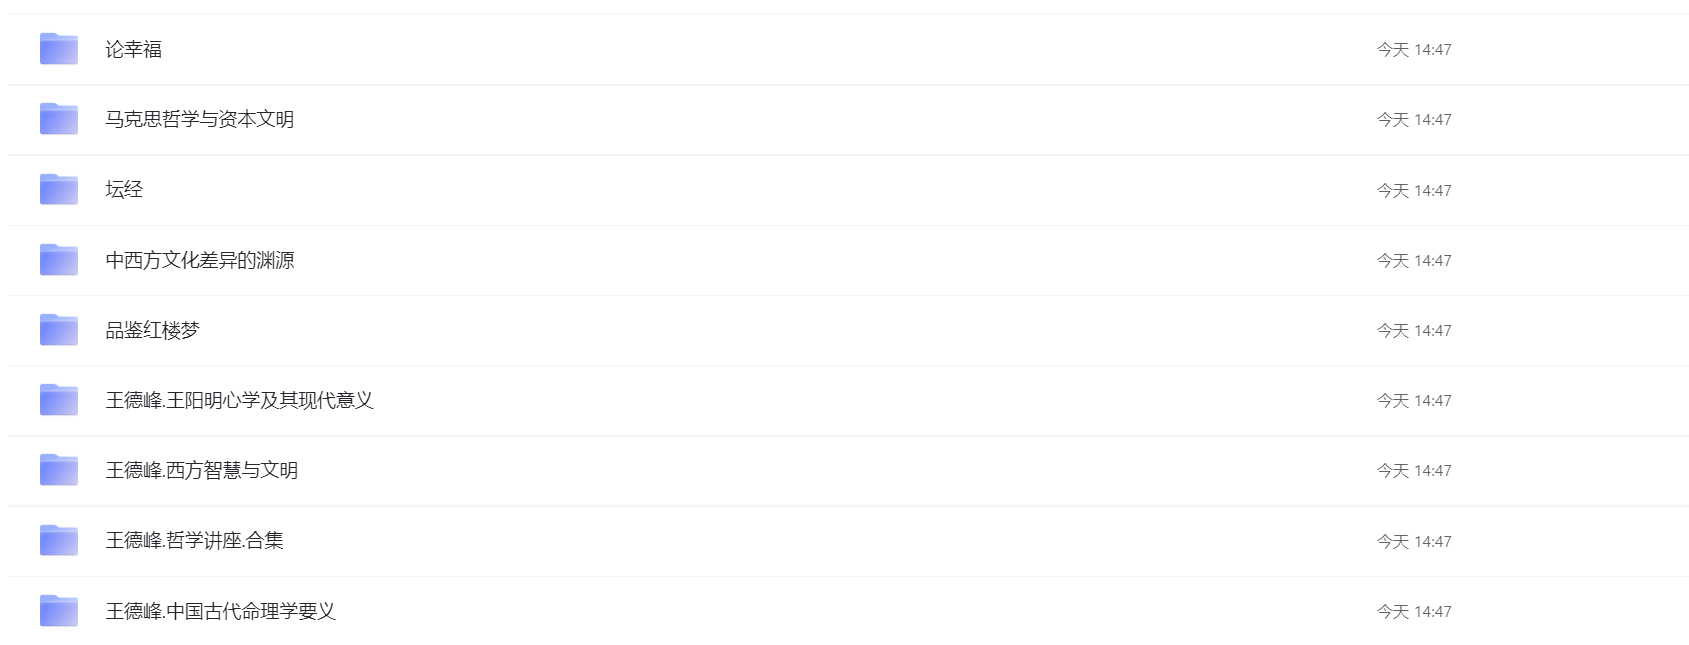 论幸福 今天 14:47
马克思哲学与资本文明 今天 14:47
坛经 今天 14:47
中西方文化差异的渊源 今天 14:47
品鉴红楼梦 今天 14:47
王德峰.王阳明心学及其现代意义 今天 14:47
王德峰.西方智慧与文明 今天 14:47
王德峰.哲学讲座.合集 今天 14:47
王德峰.中国古代命理学要义 今天 14:47